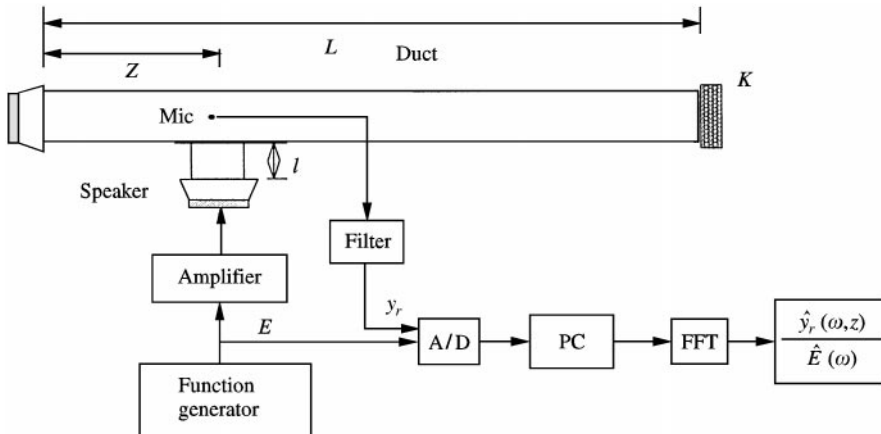 L
Duct
Z
K
Mic
l
Speaker
Filter
Amplifier
y_r
E
A/D
PC
FFT
ŷ_r (ω,z)
Ê (ω)
Function
generator